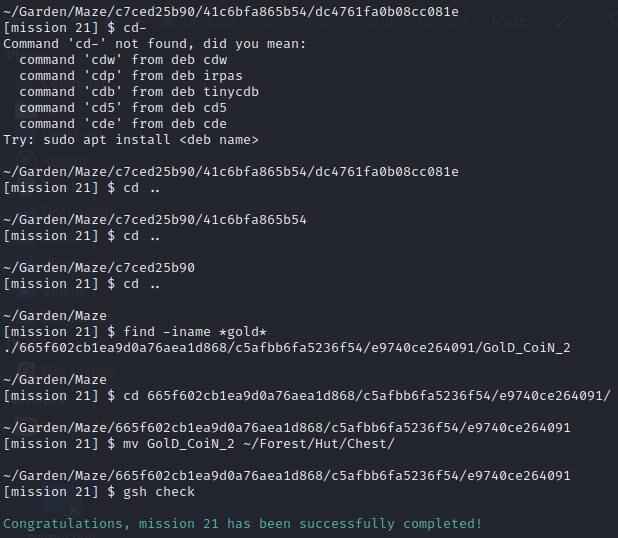 ~/Garden/Maze/c7ced25b90/41c6bfa865b54/dc4761fa0b08cc081e
[mission 21] $ cd-
Command 'cd-' not found, did you mean:
  command 'cdw' from deb cdw
  command 'cdp' from deb irpas
  command 'cdb' from deb tinycdb
  command 'cd5' from deb cd5
  command 'cde' from deb cde
Try: sudo apt install <deb name>
~/Garden/Maze/c7ced25b90/41c6bfa865b54/dc4761fa0b08cc081e
[mission 21] $ cd ..
~/Garden/Maze/c7ced25b90/41c6bfa865b54
[mission 21] $ cd ..
~/Garden/Maze/c7ced25b90
[mission 21] $ cd ..
~/Garden/Maze
[mission 21] $ find -iname *gold*
./665f602cb1ea9d0a76aea1d868/c5afbb6fa5236f54/e9740ce264091/GolD_CoiN_2
~/Garden/Maze
[mission 21] $ cd 665f602cb1ea9d0a76aea1d868/c5afbb6fa5236f54/e9740ce264091/
~/Garden/Maze/665f602cb1ea9d0a76aea1d868/c5afbb6fa5236f54/e9740ce264091
[mission 21] $ mv GolD_CoiN_2 ~/Forest/Hut/Chest/
~/Garden/Maze/665f602cb1ea9d0a76aea1d868/c5afbb6fa5236f54/e9740ce264091
[mission 21] $ gsh check
Congratulations, mission 21 has been successfully completed!